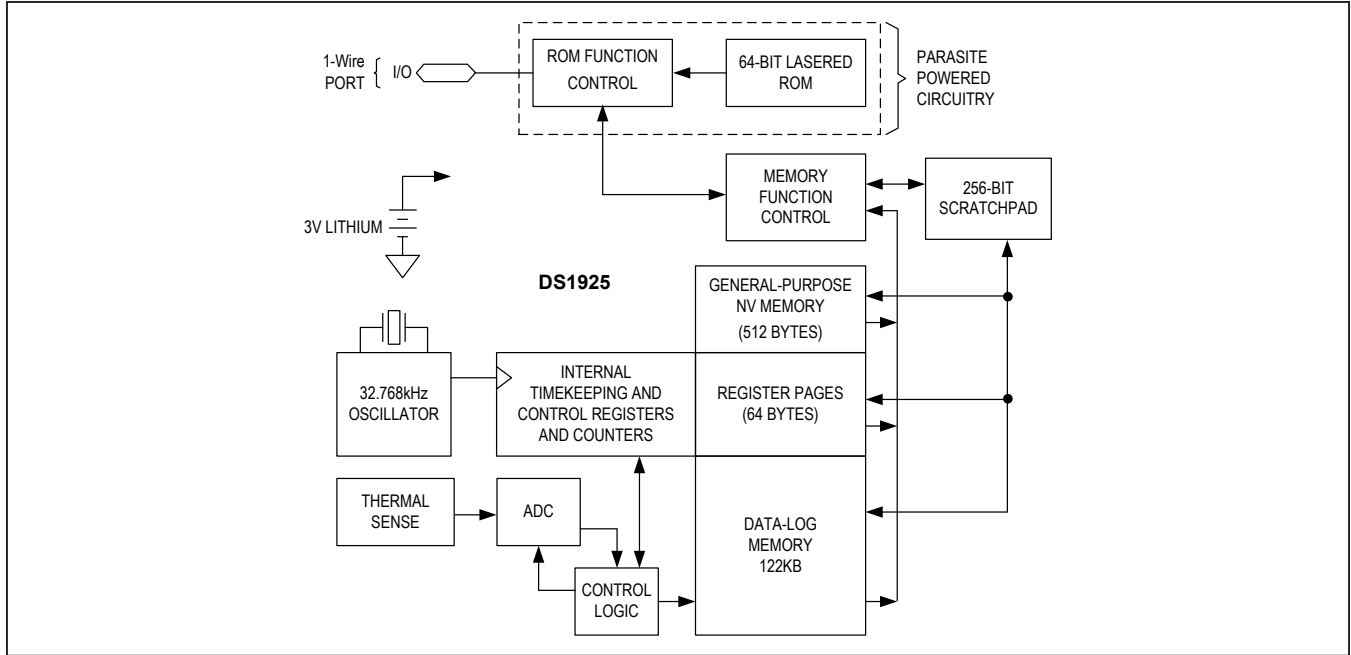 1-Wire
PORT
I/O
ROM FUNCTION
CONTROL
64-BIT LASERED
ROM
PARASITE
POWERED
CIRCUITRY
MEMORY
FUNCTION
CONTROL
256-BIT
SCRATCHPAD
3V LITHIUM
DS1925
GENERAL-PURPOSE
NV MEMORY
(512 BYTES)
32.768kHz
OSCILLATOR
INTERNAL
TIMEKEEPING AND
CONTROL REGISTERS
AND COUNTERS
REGISTER PAGES
(64 BYTES)
THERMAL
SENSE
ADC
CONTROL
LOGIC
DATA-LOG
MEMORY
122KB